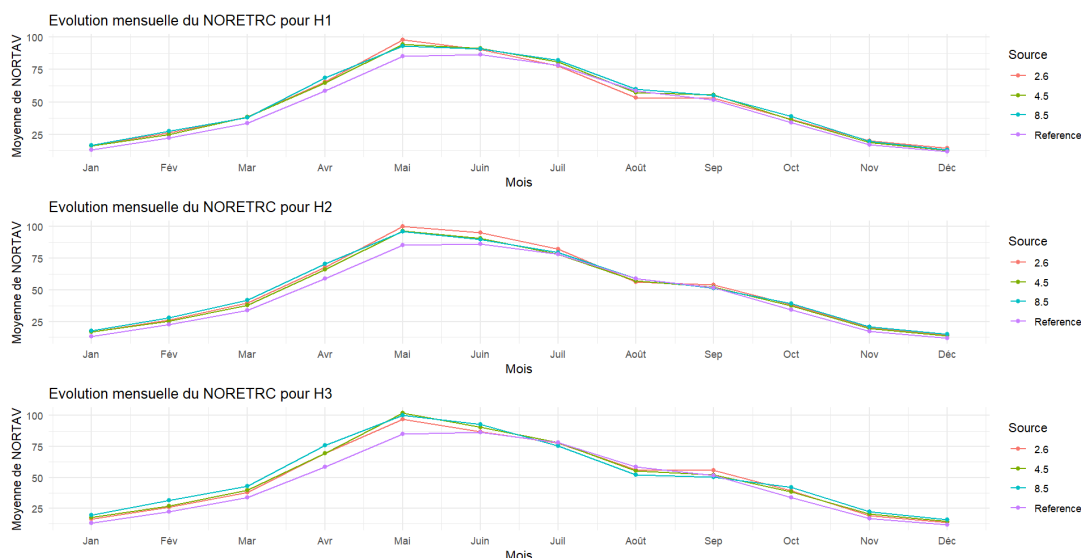 Evolution mensuelle du NORETRC pour H1
Moyenne de NORTAV
100
75
50
25
Jan Fév Mar Avr Mai Juin Juil Août Sep Oct Nov Déc
Mois
Source
2.6
4.5
8.5
Reference
Evolution mensuelle du NORETRC pour H2
Moyenne de NORTAV
100
75
50
25
Jan Fév Mar Avr Mai Juin Juil Août Sep Oct Nov Déc
Mois
Source
2.6
4.5
8.5
Reference
Evolution mensuelle du NORETRC pour H3
Moyenne de NORTAV
100
75
50
25
Jan Fév Mar Avr Mai Juin Juil Août Sep Oct Nov Déc
Mois
Source
2.6
4.5
8.5
Reference